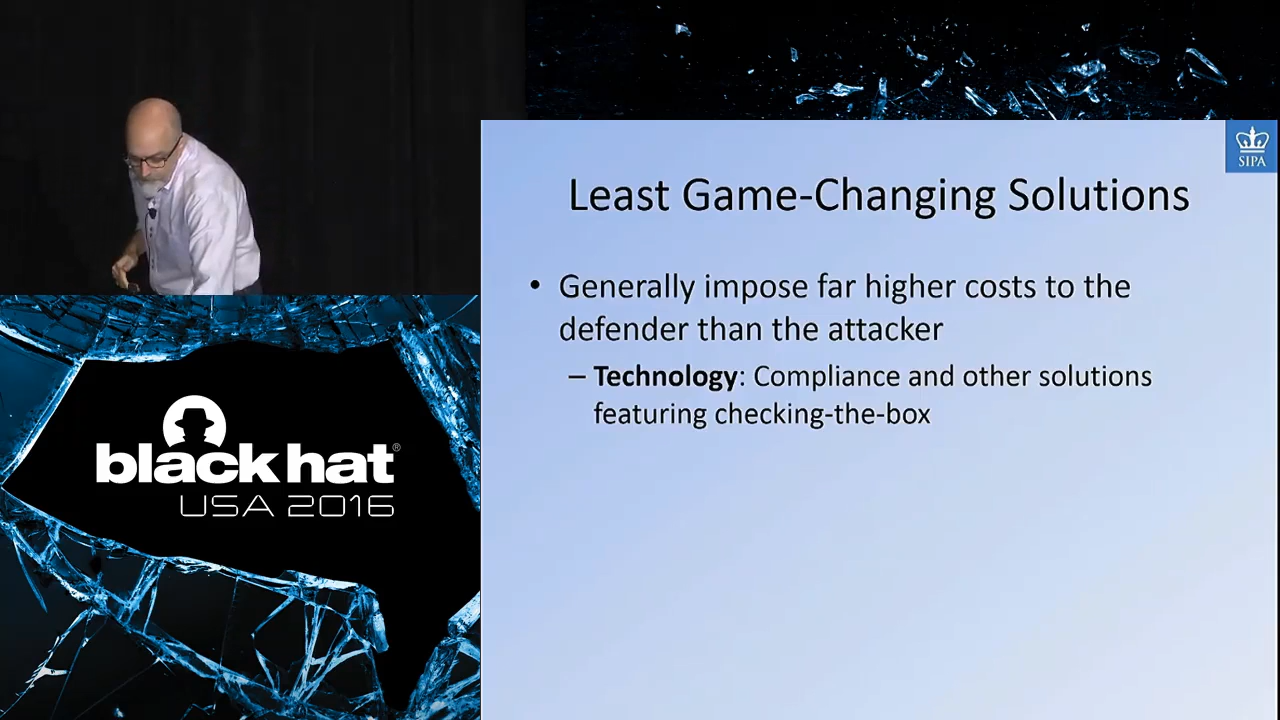 SIPA
Least Game-Changing Solutions
• Generally impose far higher costs to the
defender than the attacker
– Technology: Compliance and other solutions
featuring checking-the-box
black hat®
USA 2016